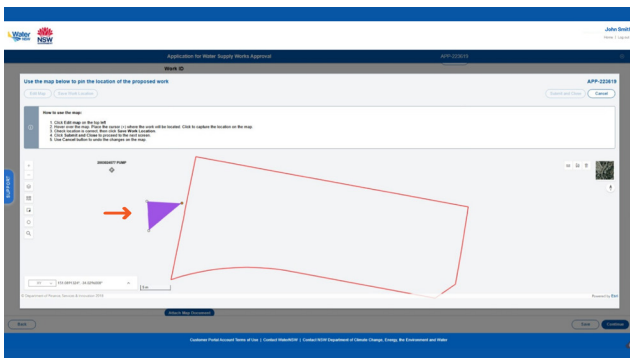 Water
NSW
NSW
John Smith
Home | Logout
Application for Water Supply Works Approval
APP-223619
Work ID
Use the map below to pin the location of the proposed work
APP-223619
Edit Map
Save Work Location
Submit and Close
Cancel
How to use the map:
1. Click Edit map on the top left
2. Hover over the map. Place the cursor (+) where the work will be located. Click to capture the location on the map.
3. Check location is correct, then click Save Work Location.
4. Click Submit and Close to proceed to the next screen.
5. Use Cancel button to undo the changes on the map.
PUMP
SUPPORT
Powered by Esri
Attach Map Document
Back
Save
Continue
Customer Portal Account Terms of Use | Contact WaterNSW | Contact NSW Department of Climate Change, Energy, the Environment and Water